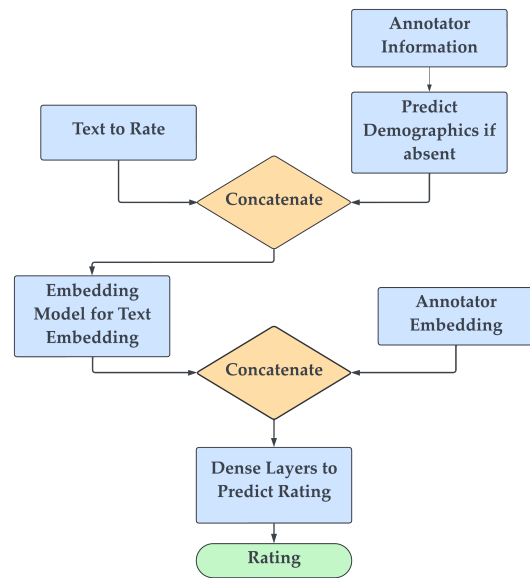 Annotator
Information
Text to Rate
Predict
Demographics if
absent
Concatenate
Embedding
Model for Text
Embedding
Annotator
Embedding
Concatenate
Dense Layers to
Predict Rating
Rating